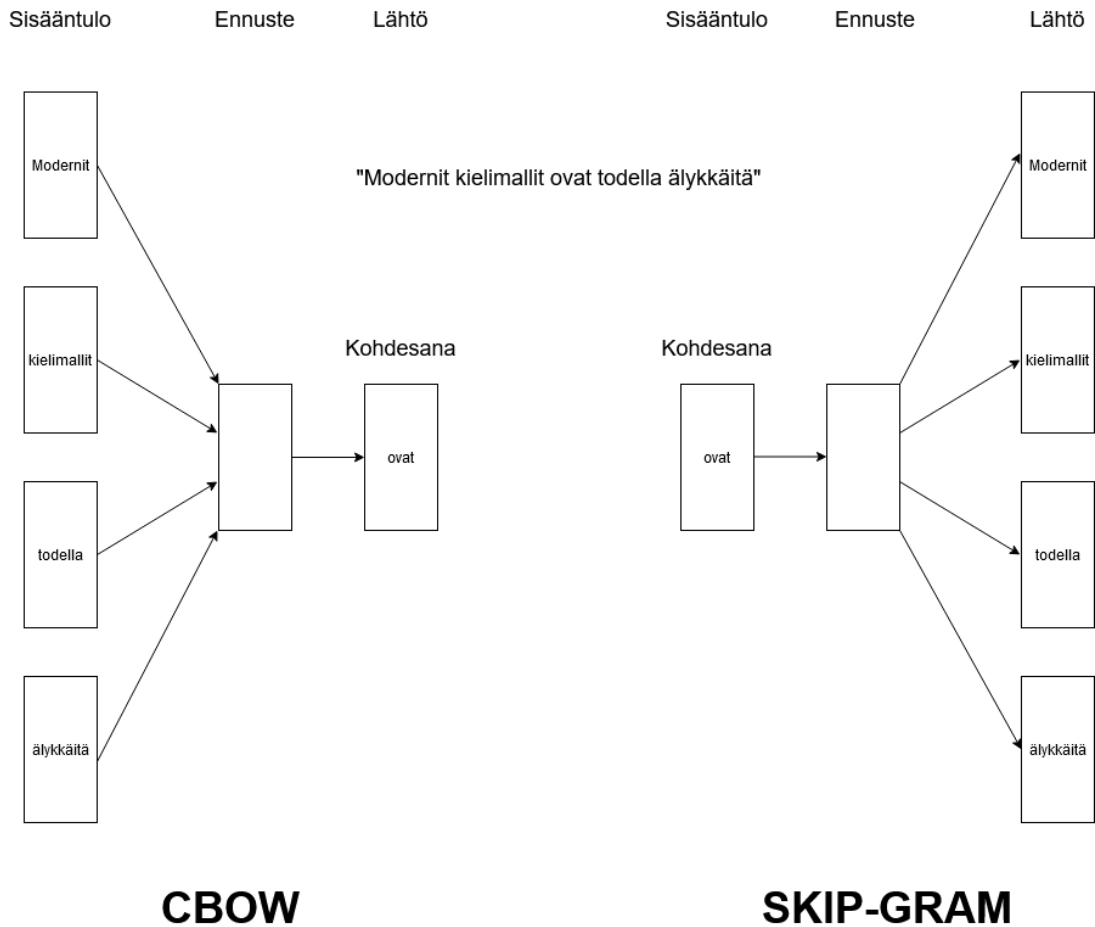 Sisääntulo Ennuste Lähtö Sisääntulo Ennuste Lähtö
Modernit
Modernit
"Modernit kielimallit ovat todella älykkäitä"
Kohdesana
Kohdesana
kielimallit
kielimallit
ovat
ovat
todella
todella
älykkäitä
älykkäitä
CBOW
SKIP-GRAM